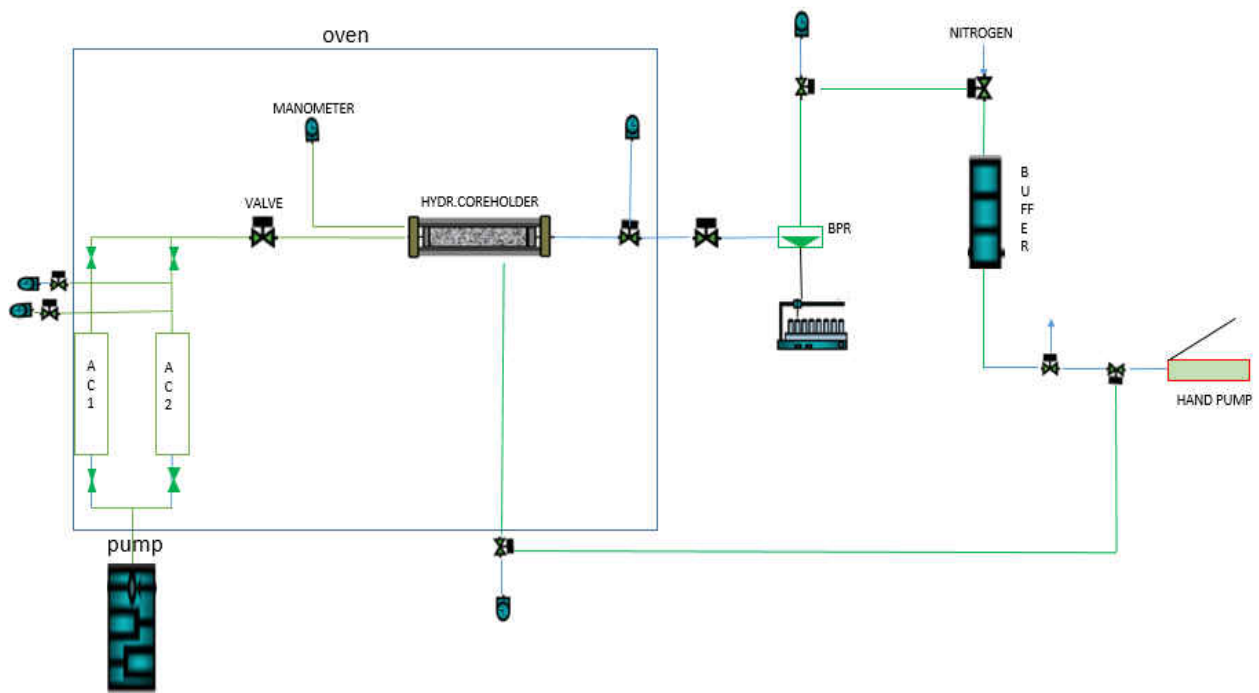 oven
NITROGEN
MANOMETER
VALVE
HYDR.COREHOLDER
BPR
B
U
FF
E
R
A
C
1
A
C
2
HAND PUMP
pump